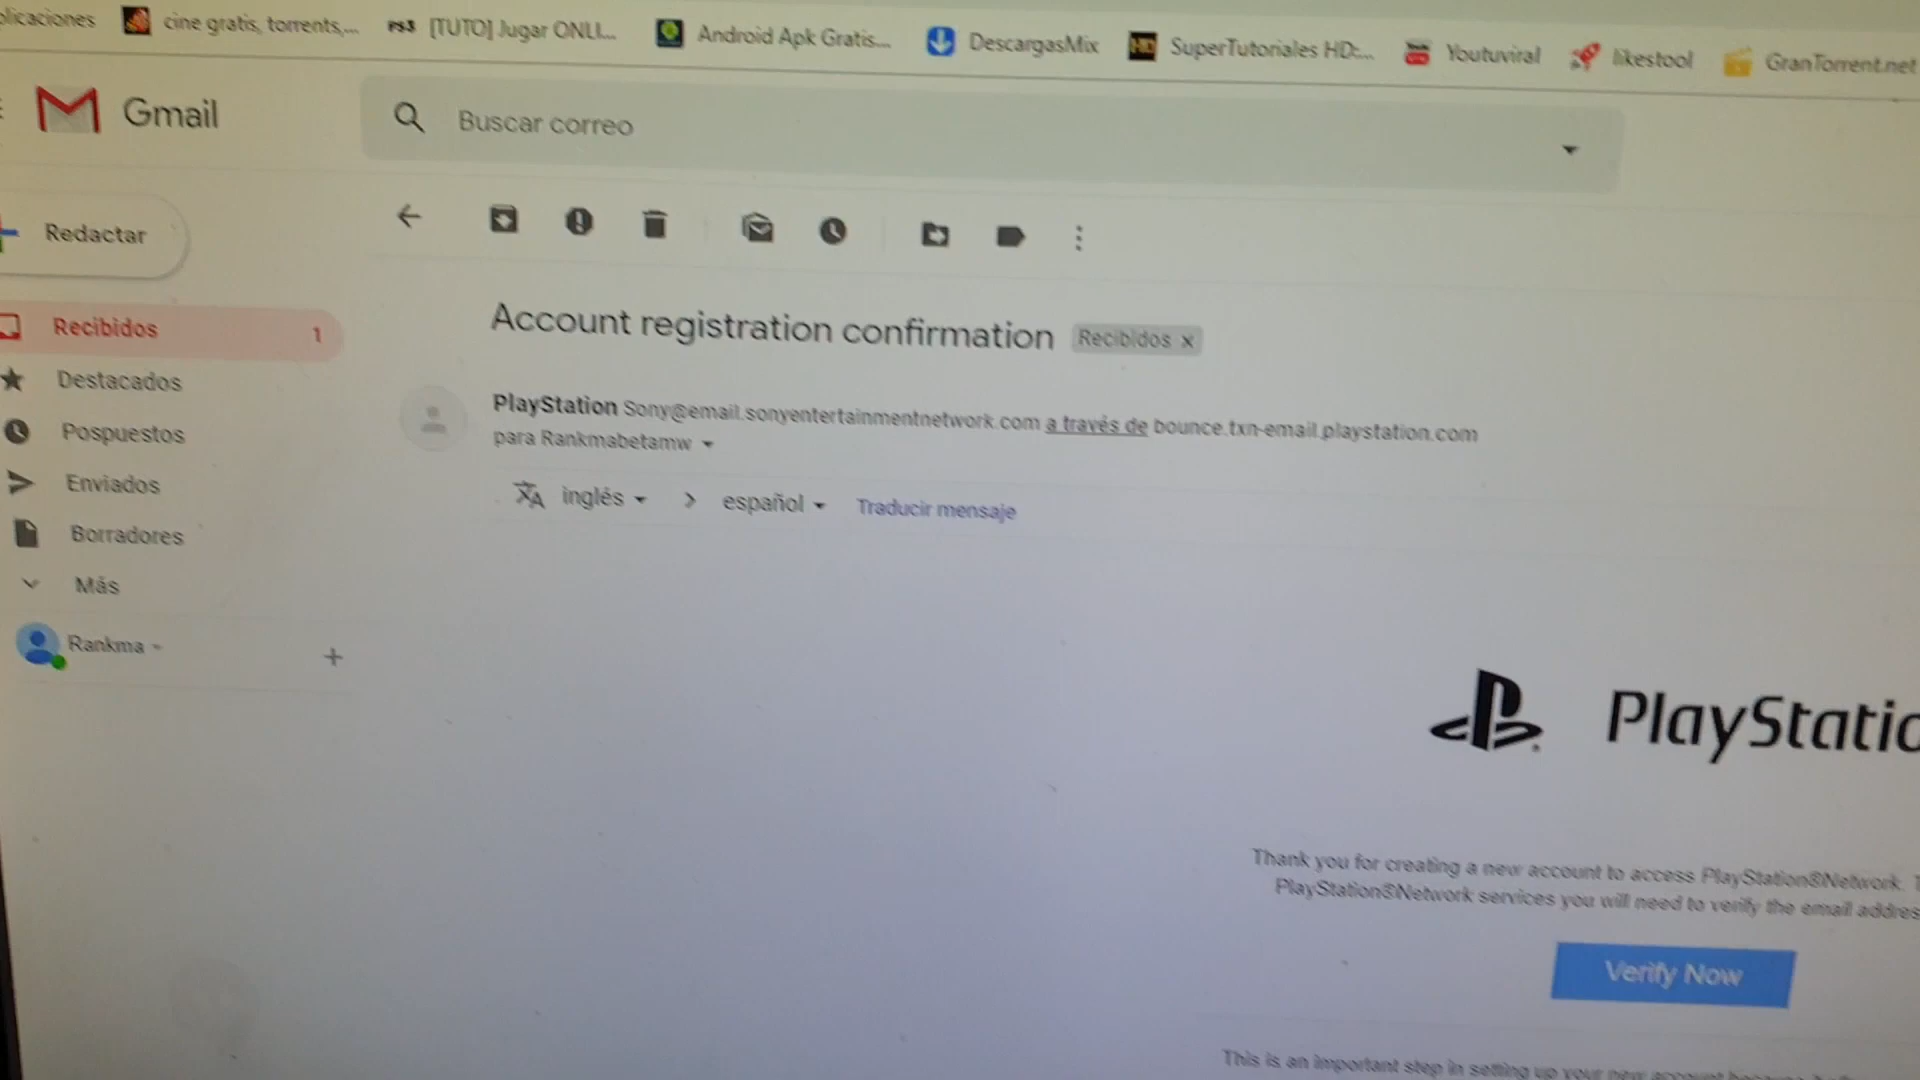 plicaciones cine gratis, torrents,... PS3 [TUTO] Jugar ONLI... Android Apk Gratis... DescargasMix HD SuperTutoriales HD:... Youtuviral likestool GranTorrent.net
Gmail
Buscar correo
Redactar
Recibidos 1
Destacados
Pospuestos
Enviados
Borradores
Más
Rankma
Account registration confirmation Recibidos x
PlayStation Sony@email.sonyentertainmentnetwork.com a través de bounce.txn-email.playstation.com
para Rankmabetamw
inglés > español Traducir mensaje
PlayStatio
Thank you for creating a new account to access PlayStation®Network. T
PlayStation®Network services you will need to verify the email addres
Verify Now
This is an important step in setting up your new account because